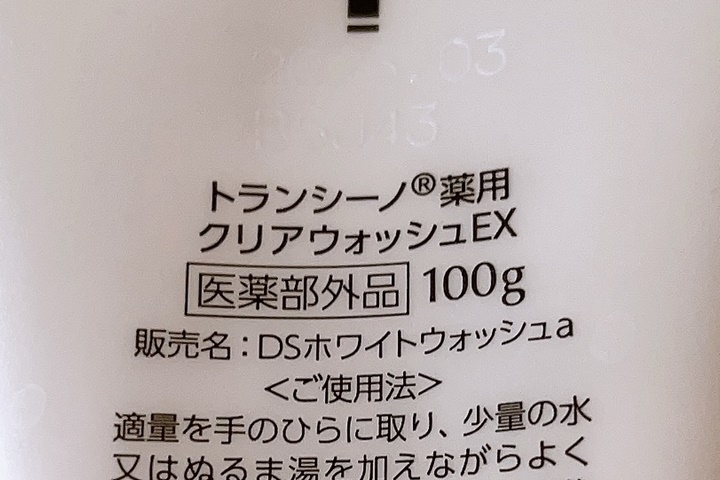 トランシーノ®薬用
クリアウォッシュEX
医薬部外品 100g
販売名:DSホワイトウォッシュa
<ご使用法>
適量を手のひらに取り、少量の水
又はぬるま湯を加えながらよく